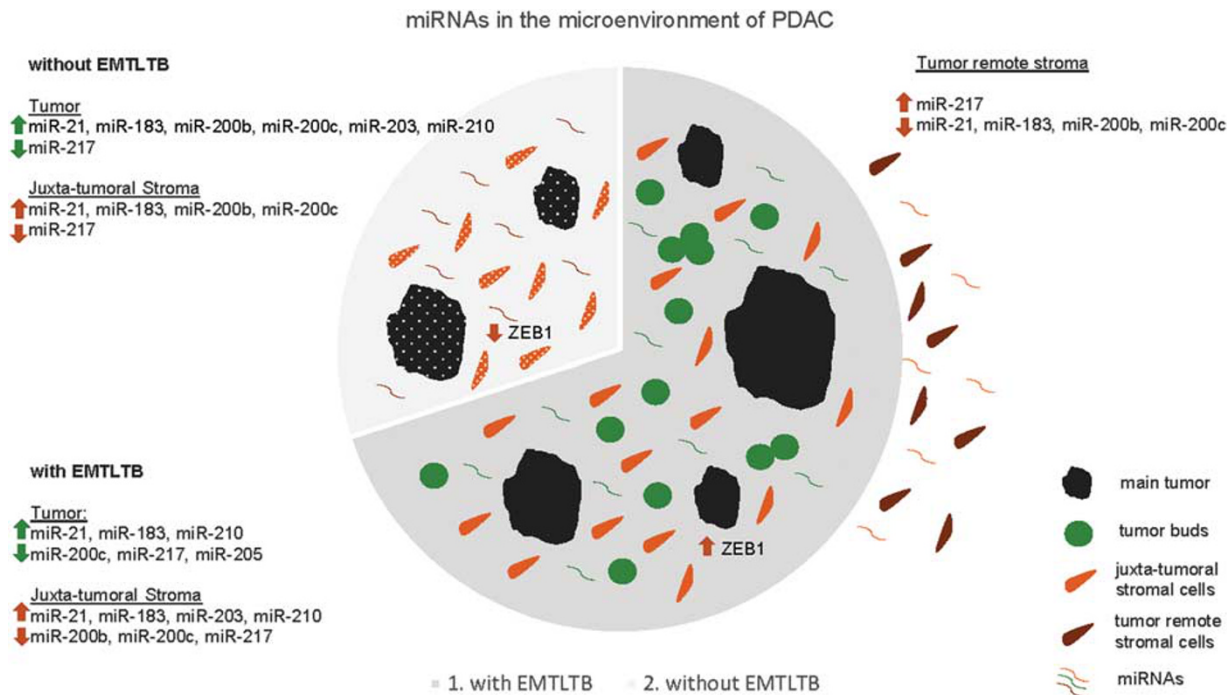 miRNAs in the microenvironment of PDAC
without EMTLTB
Tumor
miR-21, miR-183, miR-200b, miR-200c, miR-203, miR-210
miR-217
Juxta-tumoral Stroma
miR-21, miR-183, miR-200b, miR-200c
miR-217
ZEB1
Tumor remote stroma
miR-217
miR-21, miR-183, miR-200b, miR-200c
with EMTLTB
Tumor:
miR-21, miR-183, miR-210
miR-200c, miR-217, miR-205
Juxta-tumoral Stroma
miR-21, miR-183, miR-203, miR-210
miR-200b, miR-200c, miR-217
ZEB1
main tumor
tumor buds
juxta-tumoral
stromal cells
tumor remote
stromal cells
miRNAs
1. with EMTLTB
2. without EMTLTB